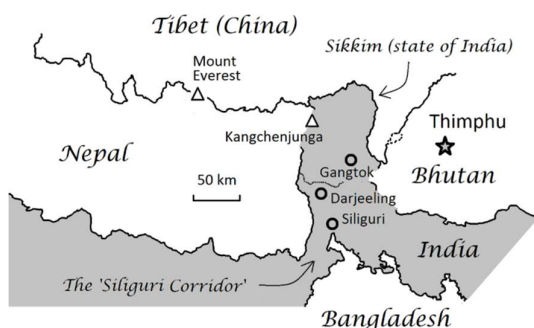 Tibet (China)
Sikkim (state of India)
Mount
Everest
Kangchenjunga
Thimphu
Nepal
Gangtok
Bhutan
50 km
Darjeeling
Siliguri
India
The 'Siliguri Corridor'
Bangladesh